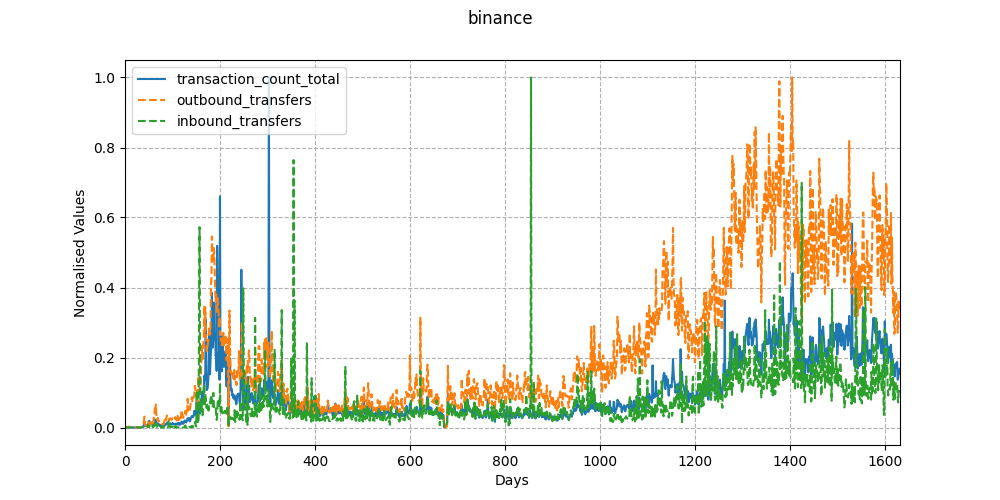 binance
transaction_count_total
outbound_transfers
inbound_transfers
Normalised Values
1.0
0.8
0.6
0.4
0.2
0.0
0 200 400 600 800 1000 1200 1400 1600
Days